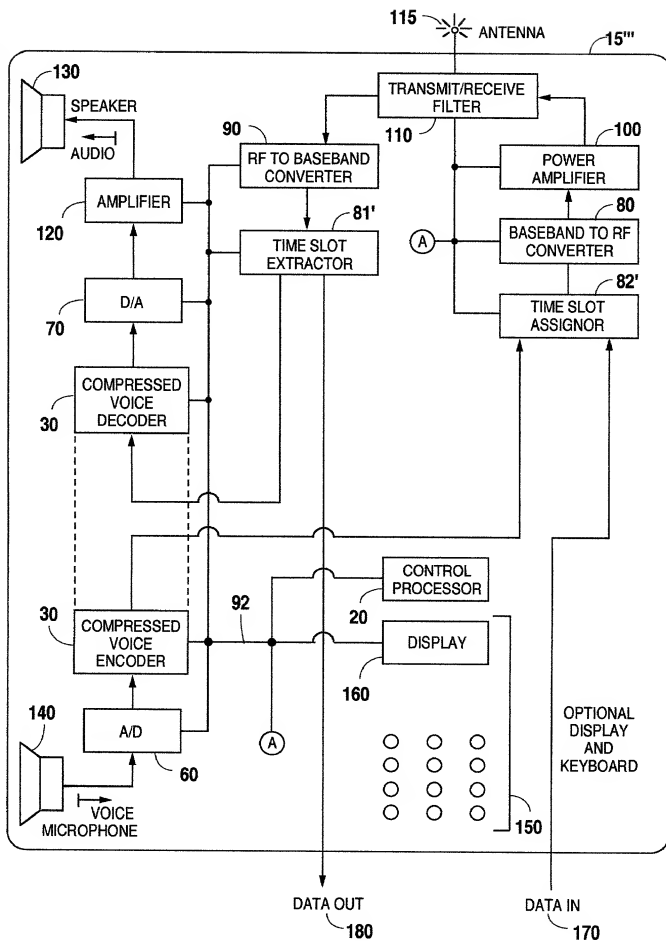 115
ANTENNA
15'''
130
SPEAKER
AUDIO
TRANSMIT/RECEIVE
FILTER
110
90
RF TO BASEBAND
CONVERTER
100
POWER
AMPLIFIER
AMPLIFIER
120
81'
TIME SLOT
EXTRACTOR
80
A
BASEBAND TO RF
CONVERTER
82'
TIME SLOT
ASSIGNOR
D/A
70
COMPRESSED
VOICE
DECODER
30
CONTROL
PROCESSOR
20
30
COMPRESSED
VOICE
ENCODER
92
DISPLAY
160
140
A/D
60
A
OPTIONAL
DISPLAY
AND
KEYBOARD
VOICE
MICROPHONE
150
DATA OUT
180
DATA IN
170